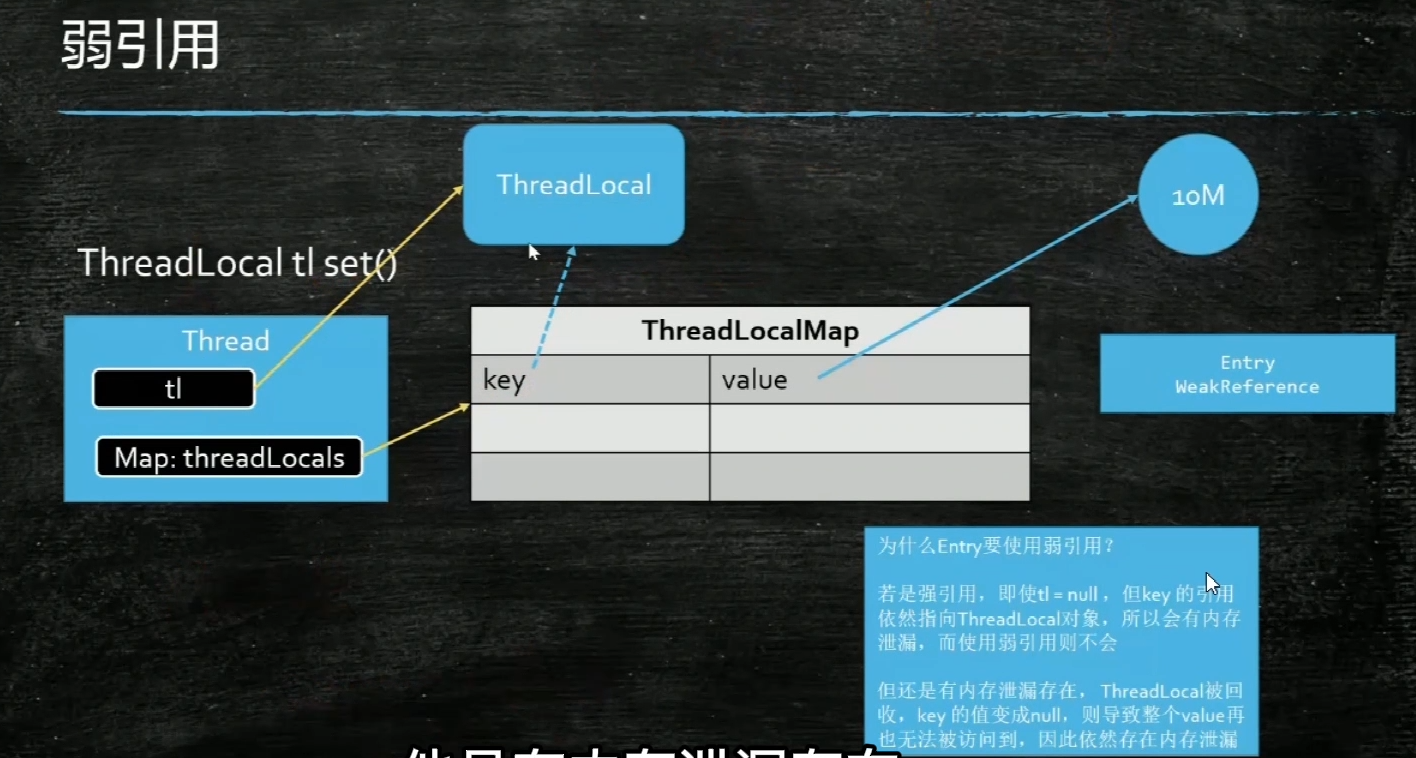 弱引用
ThreadLocal
10M
ThreadLocal tl set()
Thread
tl
Map: threadLocals
ThreadLocalMap
key
value
Entry
WeakReference
为什么Entry要使用弱引用？
若是强引用，即使tl = null，但key 的引用
依然指向ThreadLocal对象，所以会有内存
泄漏，而使用弱引用则不会
但还是有内存泄漏存在，ThreadLocal被回
收，key 的值变成null，则导致整个value再
也无法被访问到，因此依然存在内存泄漏